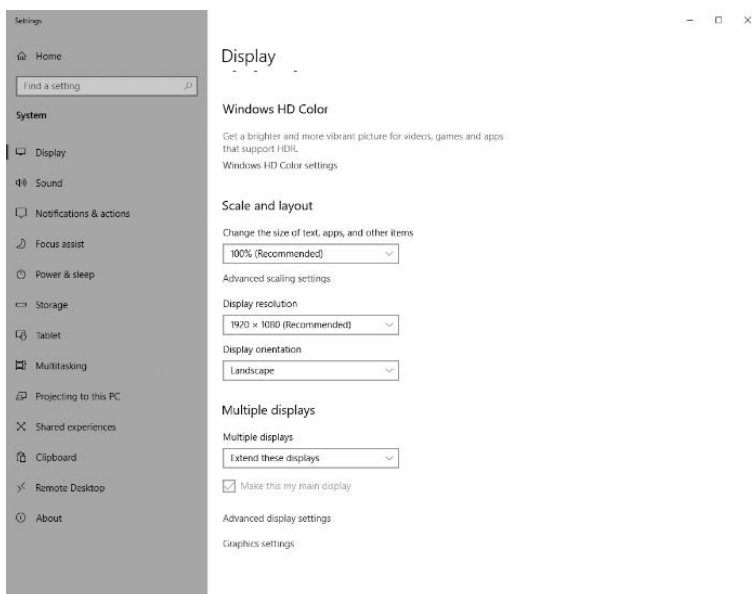 Settings
Home
Find a setting
System
Display
Sound
Notifications & actions
Focus assist
Power & sleep
Storage
Tablet
Multitasking
Projecting to this PC
Shared experiences
Clipboard
Remote Desktop
About
Display
Windows HD Color
Get a brighter and more vibrant picture for videos, games and apps
that support HDR.
Windows HD Color settings
Scale and layout
Change the size of text, apps, and other items
100% (Recommended)
Advanced scaling settings
Display resolution
1920 × 1080 (Recommended)
Display orientation
Landscape
Multiple displays
Multiple displays
Extend these displays
Make this my main display
Advanced display settings
Graphics settings